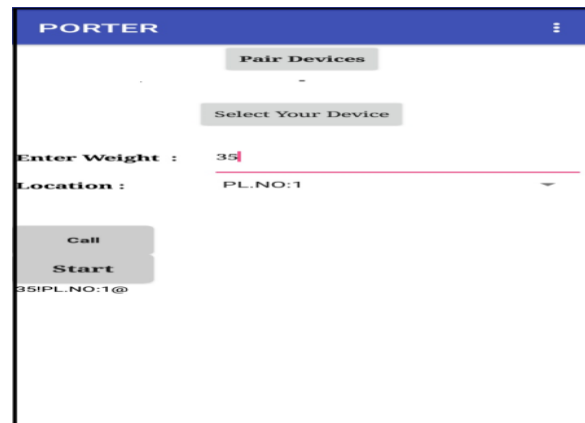 PORTER
Pair Devices
Select Your Device
Enter Weight : 35
Location : PL.NO:1
Call
Start
35!PL.NO:1@